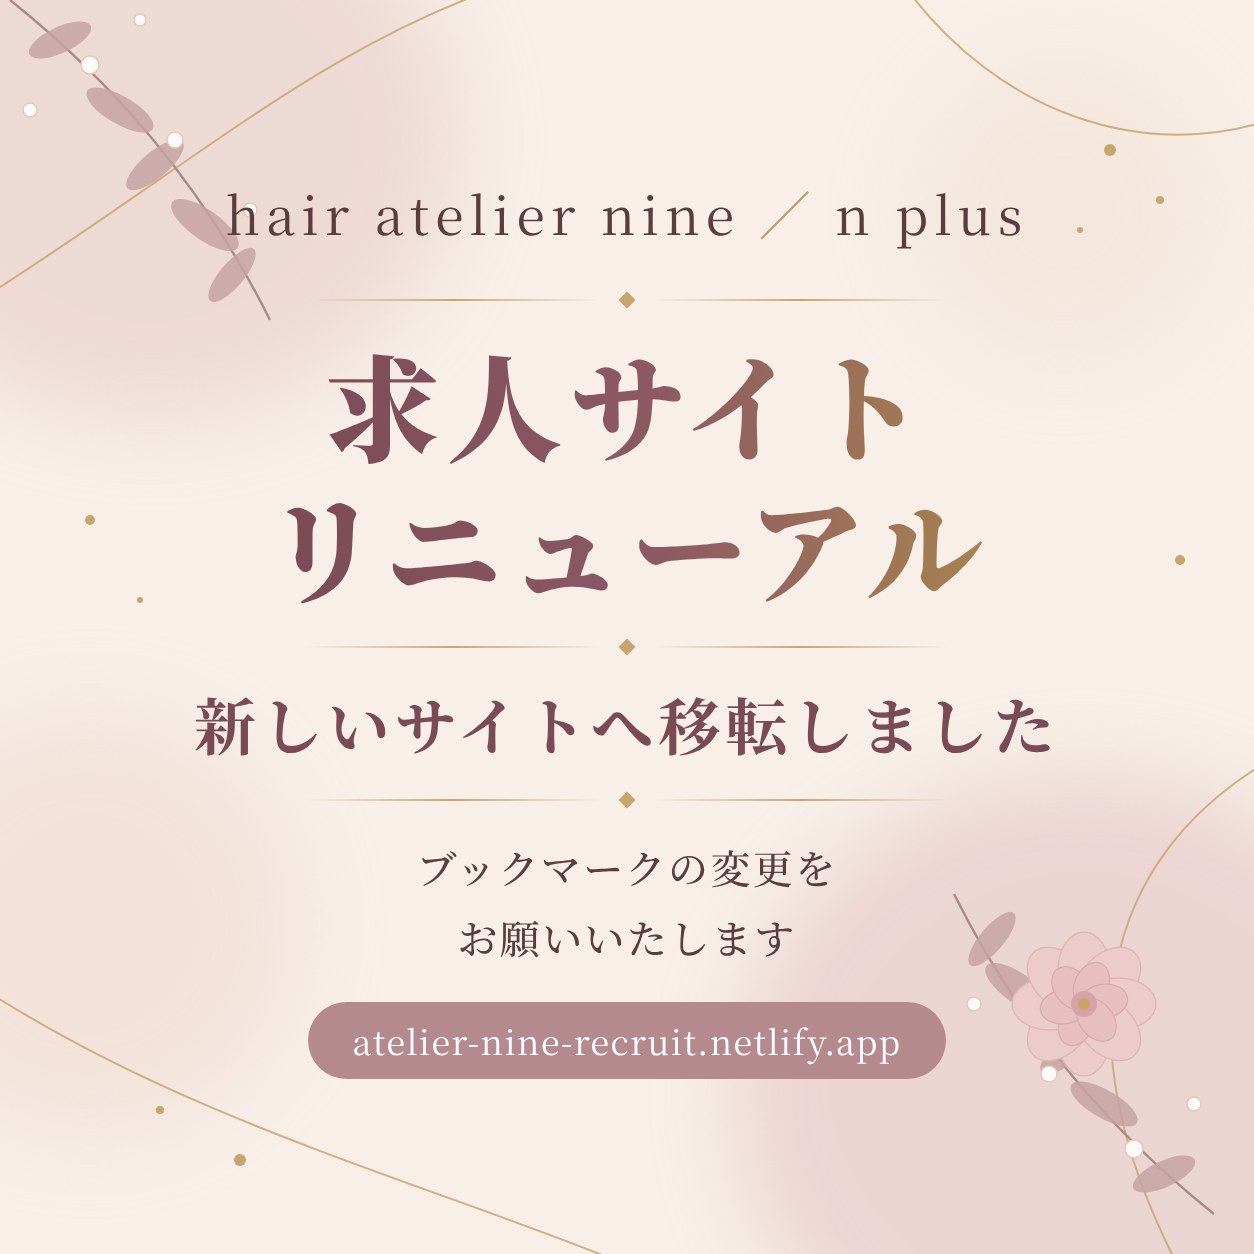 hair atelier nine ／ n plus
求人サイト
リニューアル
新しいサイトへ移転しました
ブックマークの変更を
お願いいたします
atelier-nine-recruit.netlify.app